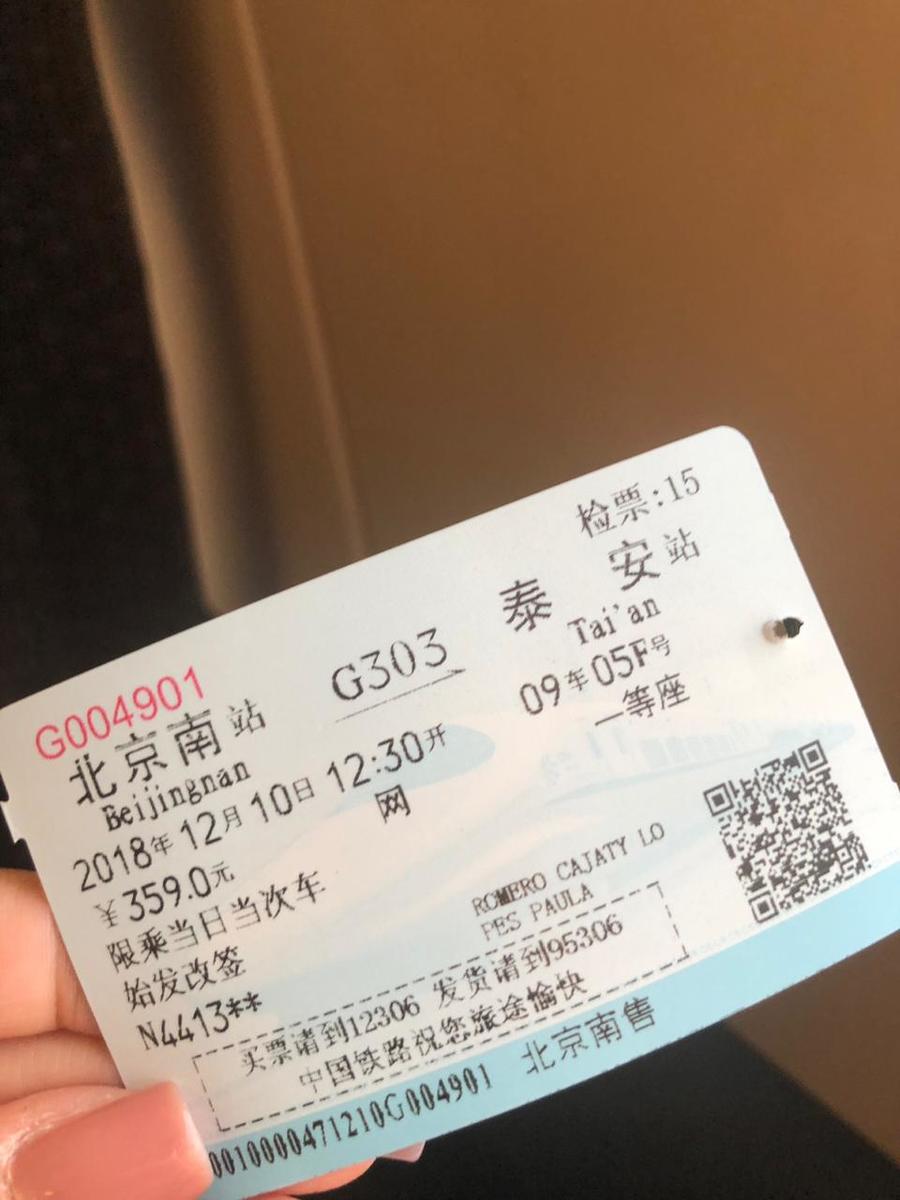 检票:15
G004901
北京南站 G303 泰安站
Beijingnan Tai'an
2018年12月10日 12:30开 09车05F号
¥359.0元 网 一等座
限乘当日当次车
始发改签
ROMERO CAJATY LO
PES PAULA
N4413**
买票请到12306 发货请到95306
中国铁路祝您旅途愉快
0010000471210G004901 北京南售